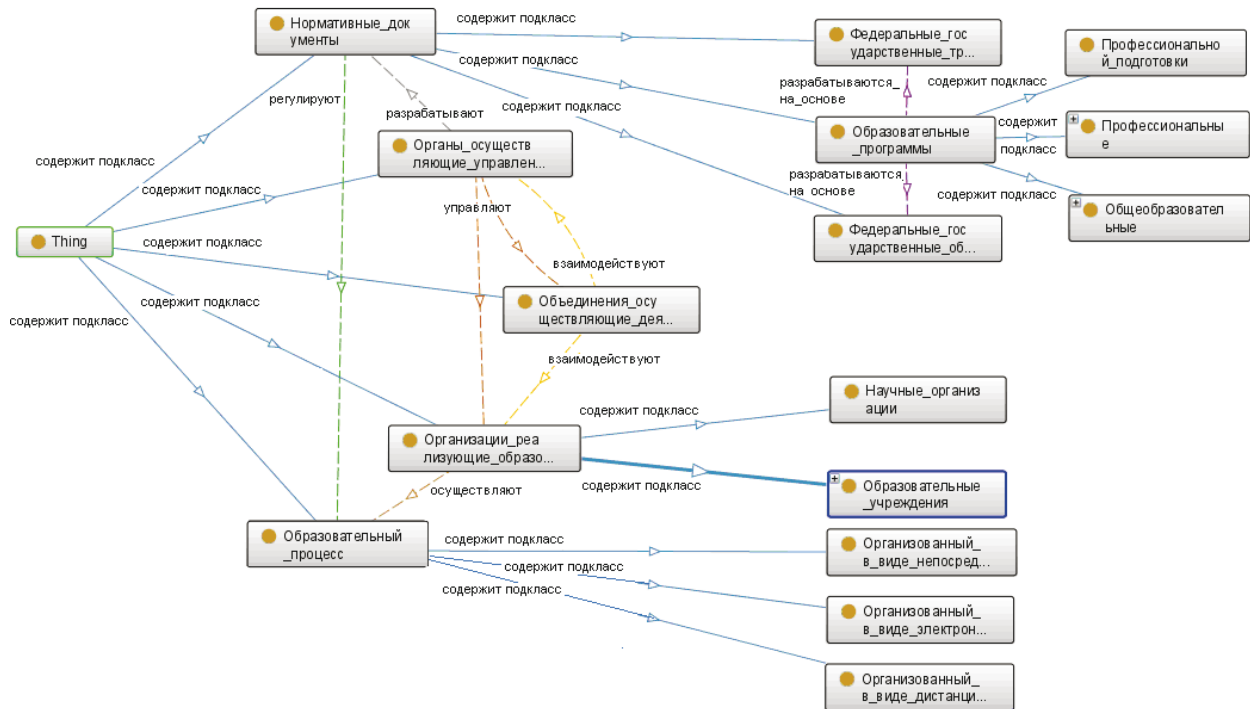 Нормативные_док
ументы
содержит подкласс
Федеральные_гос
ударственные_тр...
Профессионально
й_подготовки
содержит подкласс
содержит подкласс
регулируют
разрабатывают
содержит подкласс
разрабатываются_
на_основе
содержит
подкласс
Профессиональны
е
Образовательные
_программы
Органы_осуществ
ляющие_управлен...
содержит подкласс
содержит подкласс
разрабатываются_
на_основе
содержит подкласс
Общеобразовател
ьные
управляют
Федеральные_гос
ударственные_об...
Thing
содержит подкласс
взаимодействуют
Объединения_осу
ществляющие_дея...
содержит подкласс
содержит подкласс
взаимодействуют
Научные_организ
ации
содержит подкласс
Организации_реа
лизующие_образо...
содержит подкласс
Образовательные
_учреждения
осуществляют
Образовательный
_процесс
содержит подкласс
Организованный_
в_виде_непосред...
содержит подкласс
содержит подкласс
Организованный_
в_виде_электрон...
Организованный_
в_виде_дистанци...